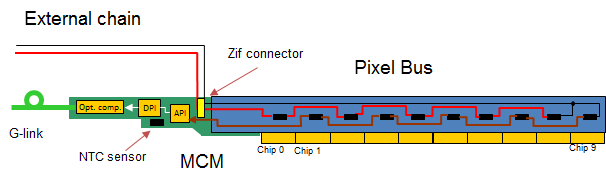 External chain
Zif connector
Pixel Bus
Opt. comp.
DPI
API
G-link
NTC sensor
MCM
Chip 0
Chip 1
Chip 9